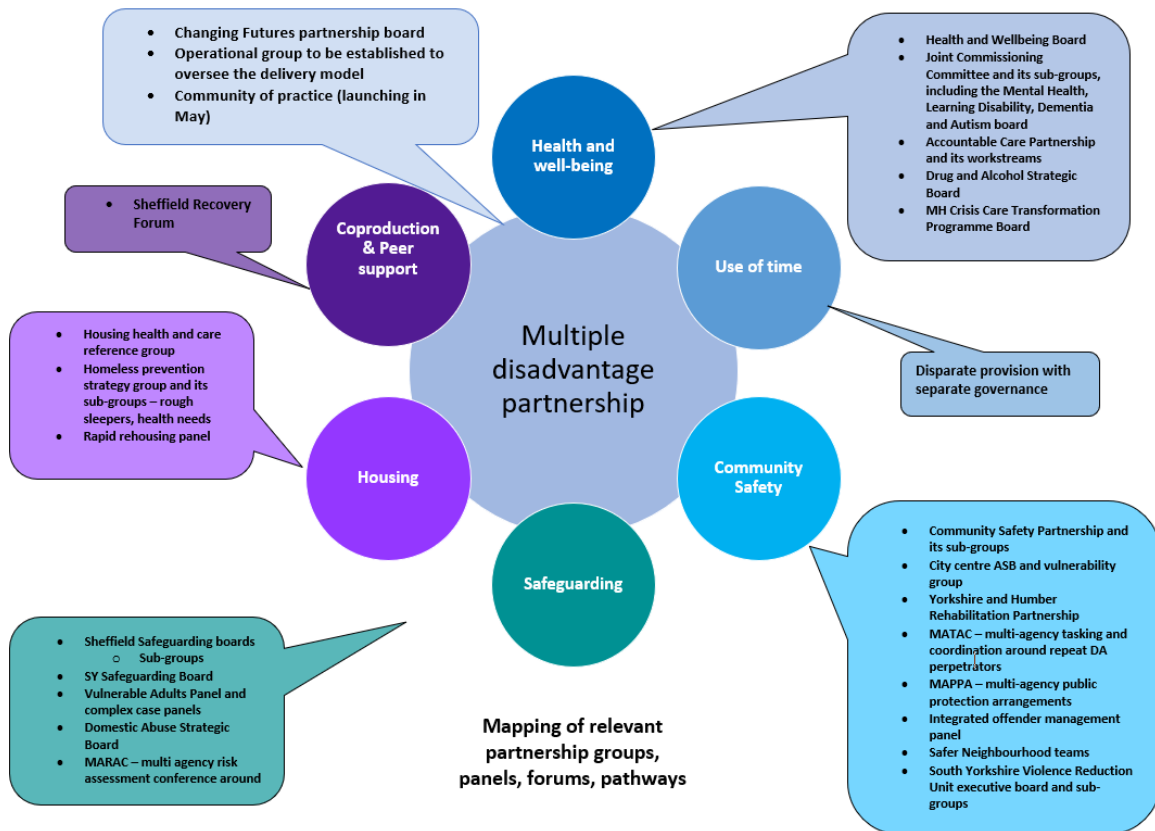 • Changing Futures partnership board
• Operational group to be established to
oversee the delivery model
• Community of practice (launching in
May)
• Health and Wellbeing Board
• Joint Commissioning
Committee and its sub-groups,
including the Mental Health,
Learning Disability, Dementia
and Autism board
• Accountable Care Partnership
and its workstreams
• Drug and Alcohol Strategic
Board
• MH Crisis Care Transformation
Programme Board
Health and
well-being
• Sheffield Recovery
Forum
Coproduction
& Peer
support
Use of time
Multiple
disadvantage
partnership
Disparate provision with
separate governance
• Housing health and care
reference group
• Homeless prevention
strategy group and its
sub-groups – rough
sleepers, health needs
• Rapid rehousing panel
Housing
Community
Safety
Safeguarding
• Community Safety Partnership and
its sub-groups
• City centre ASB and vulnerability
group
• Yorkshire and Humber
Rehabilitation Partnership
• MATAC – multi-agency tasking and
coordination around repeat DA
perpetrators
• MAPPA – multi-agency public
protection arrangements
• Integrated offender management
panel
• Safer Neighbourhood teams
• South Yorkshire Violence Reduction
Unit executive board and sub-
groups
• Sheffield Safeguarding boards
o Sub-groups
• SY Safeguarding Board
• Vulnerable Adults Panel and
complex case panels
• Domestic Abuse Strategic
Board
• MARAC – multi agency risk
assessment conference around
Mapping of relevant
partnership groups,
panels, forums, pathways